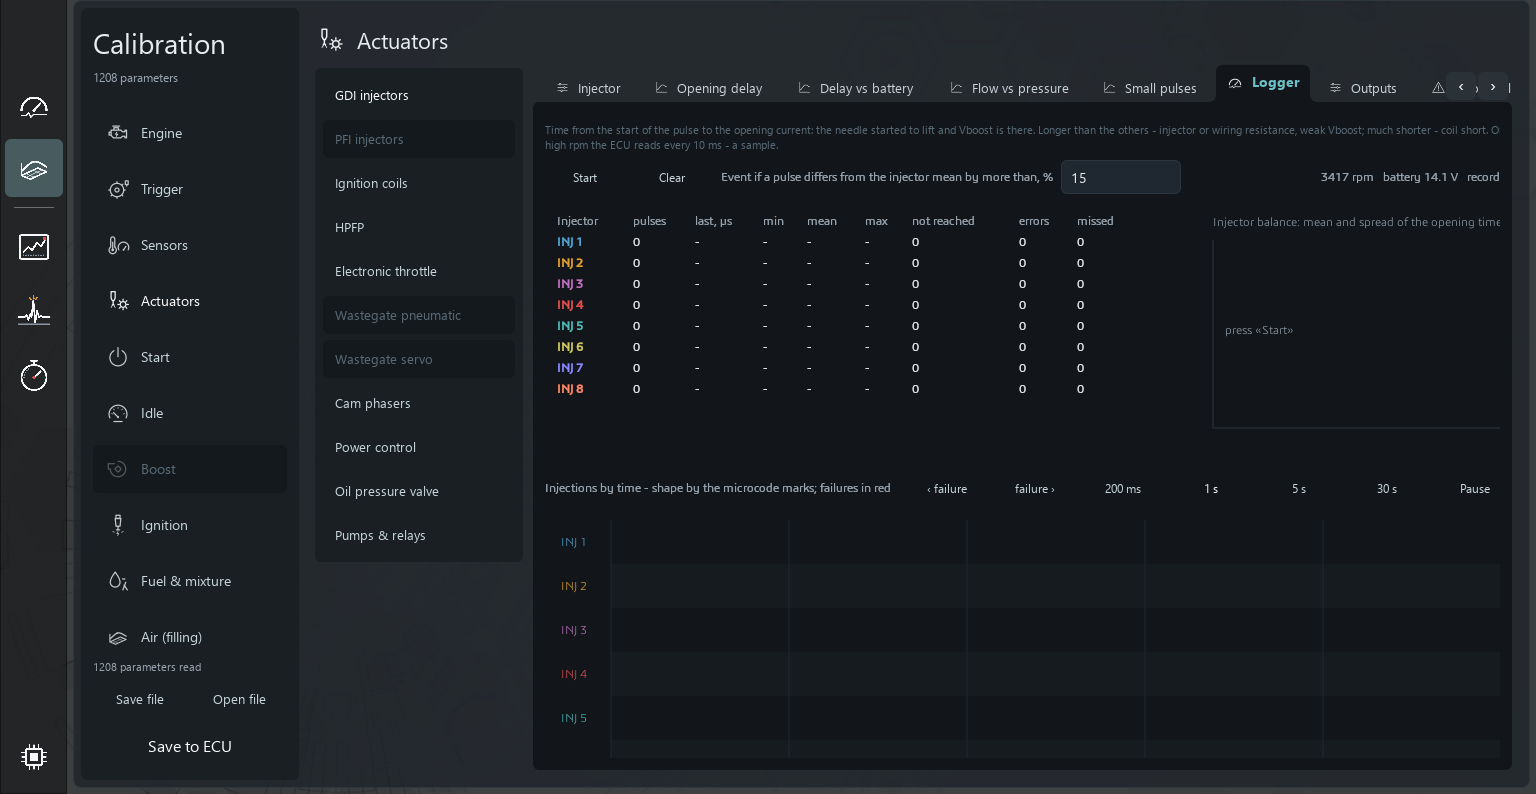 Calibration
1208 parameters
Engine
Trigger
Sensors
Actuators
Start
Idle
Boost
Ignition
Fuel & mixture
Air (filling)
1208 parameters read
Save file Open file
Save to ECU
Actuators
GDI injectors
PFI injectors
Ignition coils
HPFP
Electronic throttle
Wastegate pneumatic
Wastegate servo
Cam phasers
Power control
Oil pressure valve
Pumps & relays
Injector Opening delay Delay vs battery Flow vs pressure Small pulses Logger Outputs ‹ ›
Time from the start of the pulse to the opening current: the needle started to lift and Vboost is there. Longer than the others - injector or wiring resistance, weak Vboost; much shorter - coil short.
high rpm the ECU reads every 10 ms - a sample.
Start Clear Event if a pulse differs from the injector mean by more than, % 15 3417 rpm battery 14.1 V record
Injector pulses last, µs min mean max not reached errors missed
INJ 1 0 - - - - 0 0 0
INJ 2 0 - - - - 0 0 0
INJ 3 0 - - - - 0 0 0
INJ 4 0 - - - - 0 0 0
INJ 5 0 - - - - 0 0 0
INJ 6 0 - - - - 0 0 0
INJ 7 0 - - - - 0 0 0
INJ 8 0 - - - - 0 0 0
Injector balance: mean and spread of the opening time
press «Start»
Injections by time - shape by the microcode marks; failures in red ‹ failure failure › 200 ms 1 s 5 s 30 s Pause
INJ 1
INJ 2
INJ 3
INJ 4
INJ 5